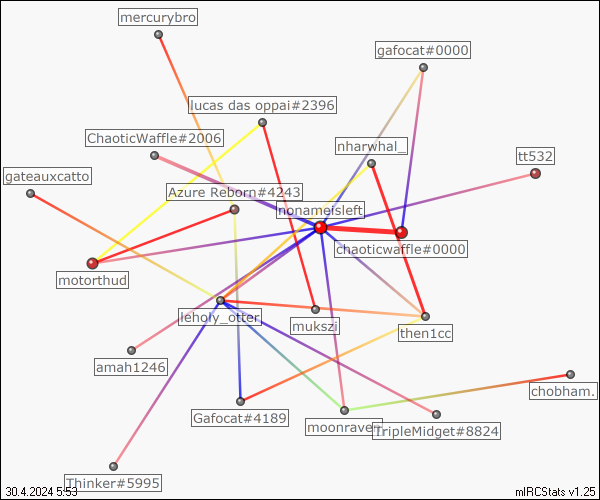 mercurybro
gafocat#0000
lucas das oppai#2396
ChaoticWaffle#2006
nharwhal_
tt532
gateauxcatto
Azure Reborn#4243
nonameisleft
chaoticwaffle#0000
motorthud
leholy_otter
mukszi
then1cc
amah1246
chobham.
Gafocat#4189
moonraven
TripleMidget#8824
Thinker#5995
30.4.2024 5:53
mIRCStats v1.25